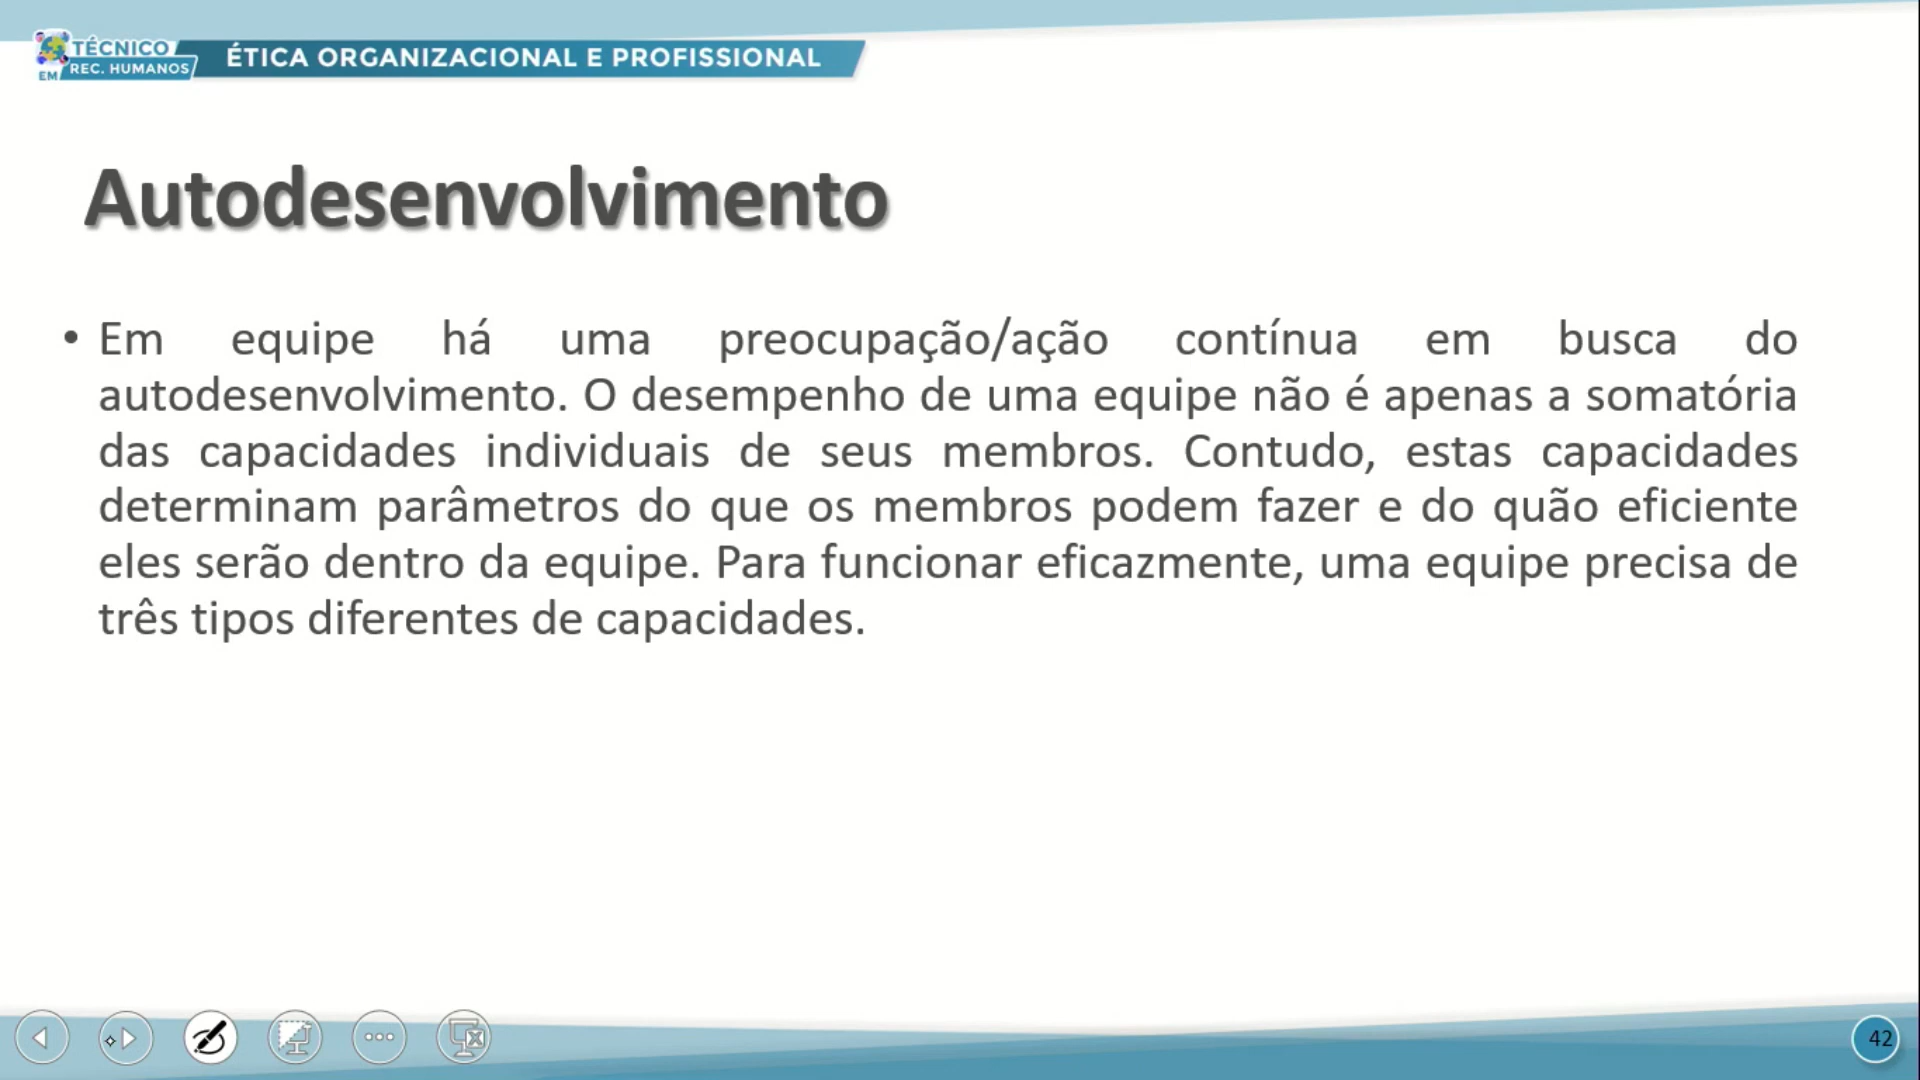 TÉCNICO
EM REC. HUMANOS
ÉTICA ORGANIZACIONAL E PROFISSIONAL
Autodesenvolvimento
• Em equipe há uma preocupação/ação contínua em busca do
autodesenvolvimento. O desempenho de uma equipe não é apenas a somatória
das capacidades individuais de seus membros. Contudo, estas capacidades
determinam parâmetros do que os membros podem fazer e do quão eficiente
eles serão dentro da equipe. Para funcionar eficazmente, uma equipe precisa de
três tipos diferentes de capacidades.
42